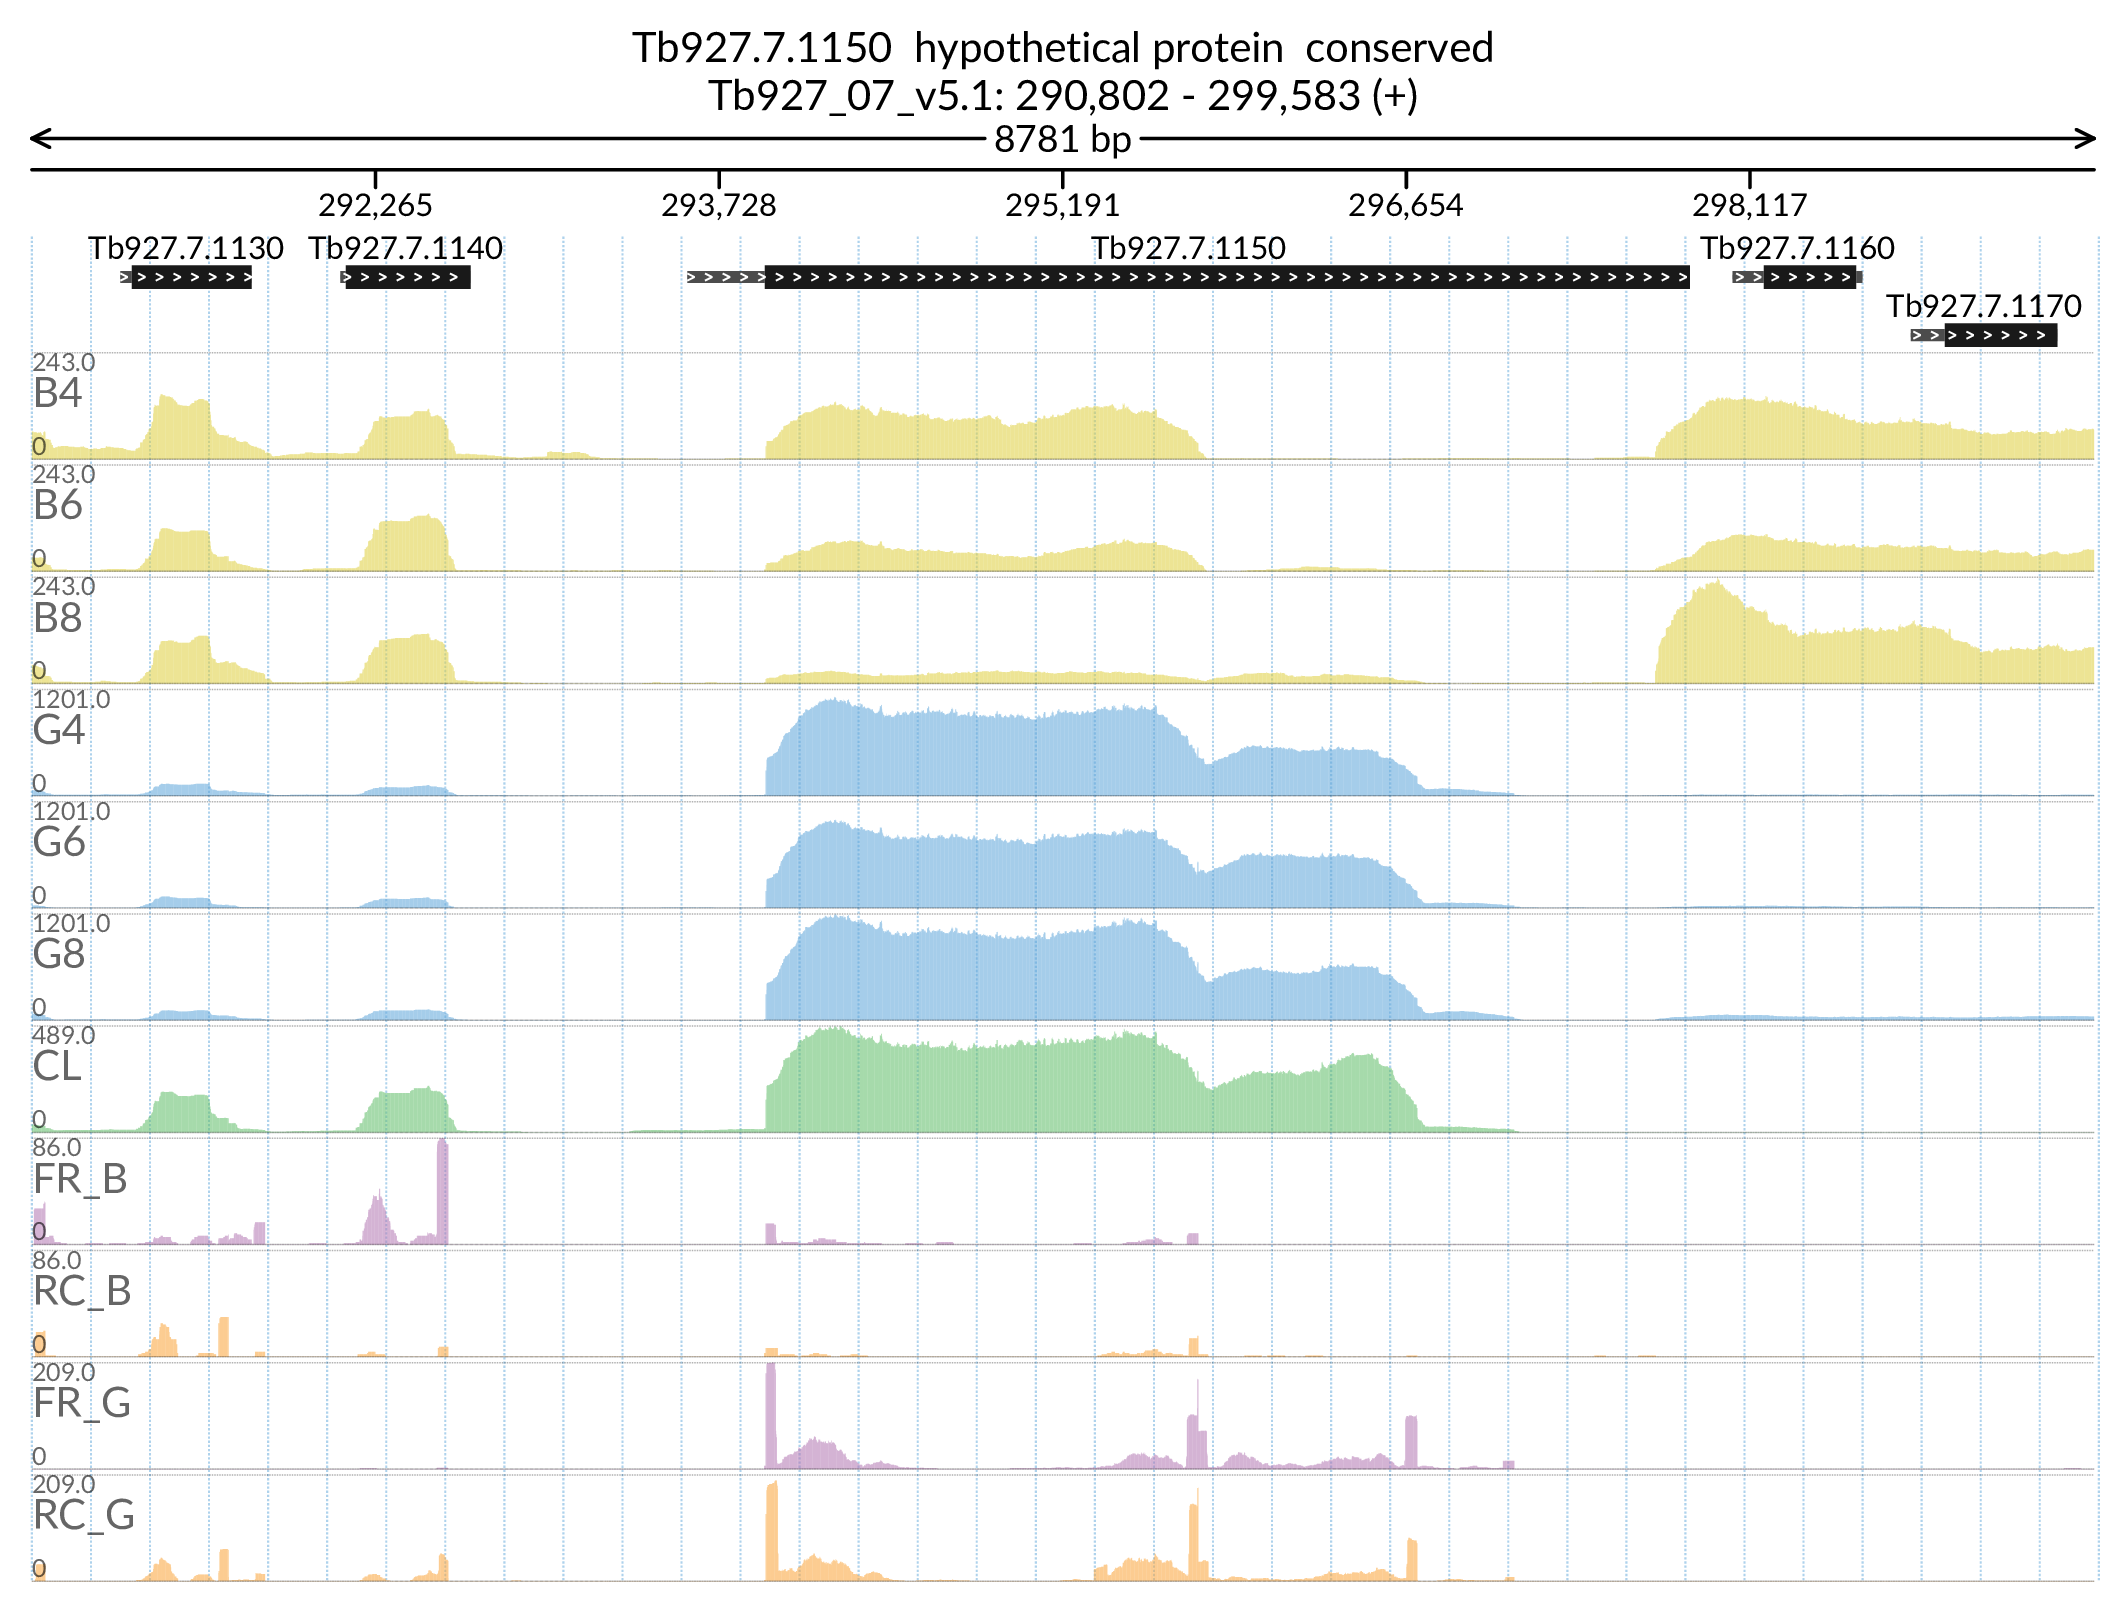 Tb927.7.1150  hypothetical protein  conserved
Tb927_07_v5.1: 290,802 - 299,583 (+)
8781 bp
292,265 293,728 295,191 296,654 298,117
Tb927.7.1130 Tb927.7.1140 Tb927.7.1150 Tb927.7.1160
Tb927.7.1170
243.0
B4
0
243.0
B6
0
243.0
B8
0
1201.0
G4
0
1201.0
G6
0
1201.0
G8
0
489.0
CL
0
86.0
FR_B
0
86.0
RC_B
0
209.0
FR_G
0
209.0
RC_G
0